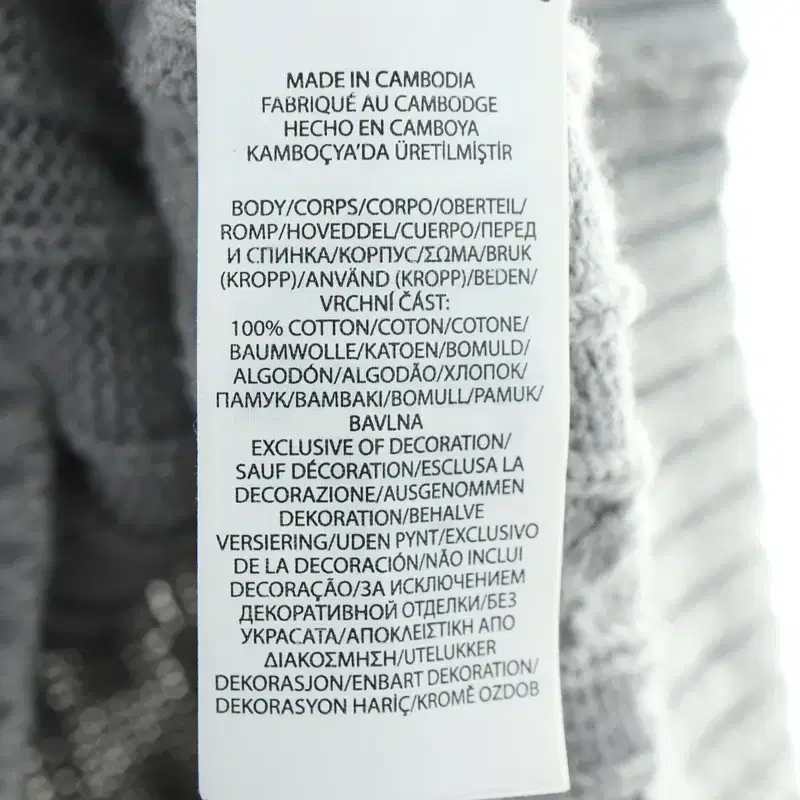 MADE IN CAMBODIA
FABRIQUÉ AU CAMBODGE
HECHO EN CAMBOYA
KAMBOÇYA'DA ÜRETİLMİŞTİR
BODY/CORPS/CORPO/OBERTEIL/
ROMP/HOVEDDEL/CUERPO/ПЕРЕД
И СПИНКА/КОРПУС/ΣΩΜΑ/BRUK
(KROPP)/ANVÄND (KROPP)/BEDEN/
VRCHNÍ ČÁST:
100% COTTON/COTON/COTONE/
BAUMWOLLE/KATOEN/BOMULD/
ALGODÓN/ALGODÃO/ХЛОПОК/
ПАМУК/ΒΑΜΒΑΚΙ/BOMULL/PAMUK/
BAVLNA
EXCLUSIVE OF DECORATION/
SAUF DÉCORATION/ESCLUSA LA
DECORAZIONE/AUSGENOMMEN
DEKORATION/BEHALVE
VERSIERING/UDEN PYNT/EXCLUSIVO
DE LA DECORACIÓN/NÃO INCLUI
DECORAÇÃO/ЗА ИСКЛЮЧЕНИЕМ
ДЕКОРАТИВНОЙ ОТДЕЛКИ/БЕЗ
УКРАСАТА/ΑΠΟΚΛΕΙΣΤΙΚΗ ΑΠΟ
ΔΙΑΚΟΣΜΗΣΗ/UTELUKKER
DEKORASJON/ENBART DEKORATION/
DEKORASYON HARİÇ/KROMĚ OZDOB